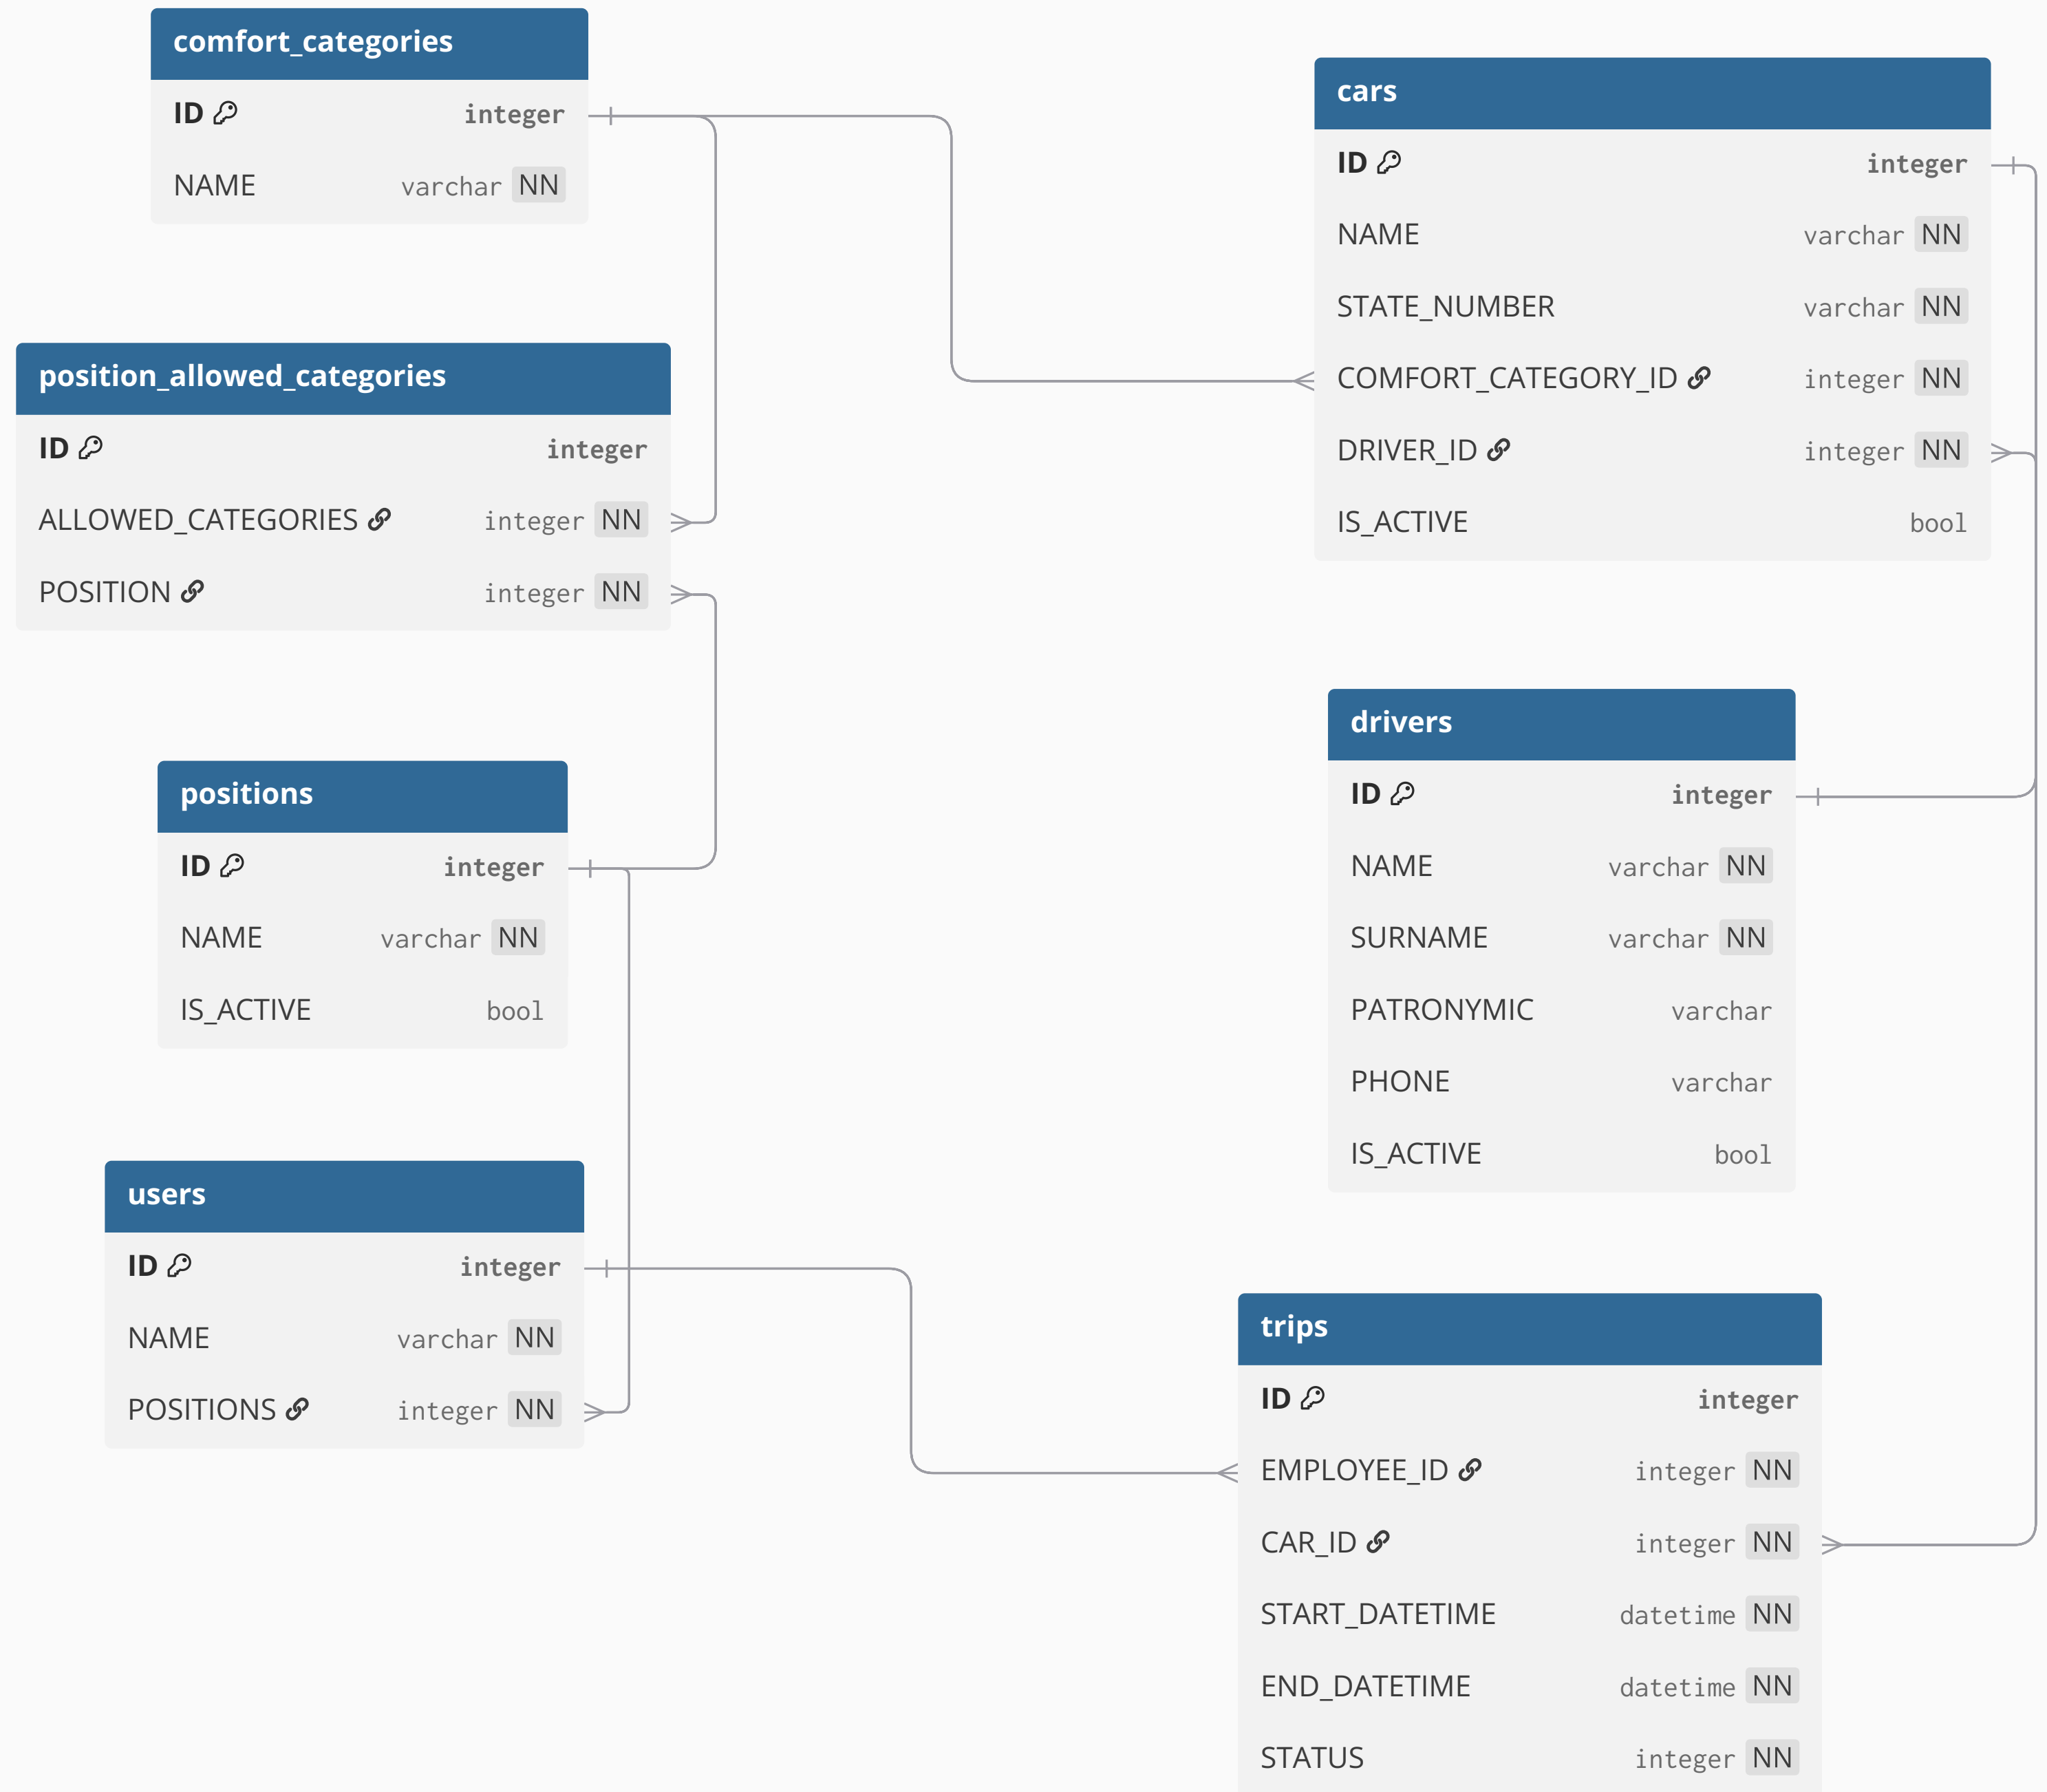 comfort_categories
ID integer
NAME varchar NN
position_allowed_categories
ID integer
ALLOWED_CATEGORIES integer NN
POSITION integer NN
positions
ID integer
NAME varchar NN
IS_ACTIVE bool
users
ID integer
NAME varchar NN
POSITIONS integer NN
cars
ID integer
NAME varchar NN
STATE_NUMBER varchar NN
COMFORT_CATEGORY_ID integer NN
DRIVER_ID integer NN
IS_ACTIVE bool
drivers
ID integer
NAME varchar NN
SURNAME varchar NN
PATRONYMIC varchar
PHONE varchar
IS_ACTIVE bool
trips
ID integer
EMPLOYEE_ID integer NN
CAR_ID integer NN
START_DATETIME datetime NN
END_DATETIME datetime NN
STATUS integer NN